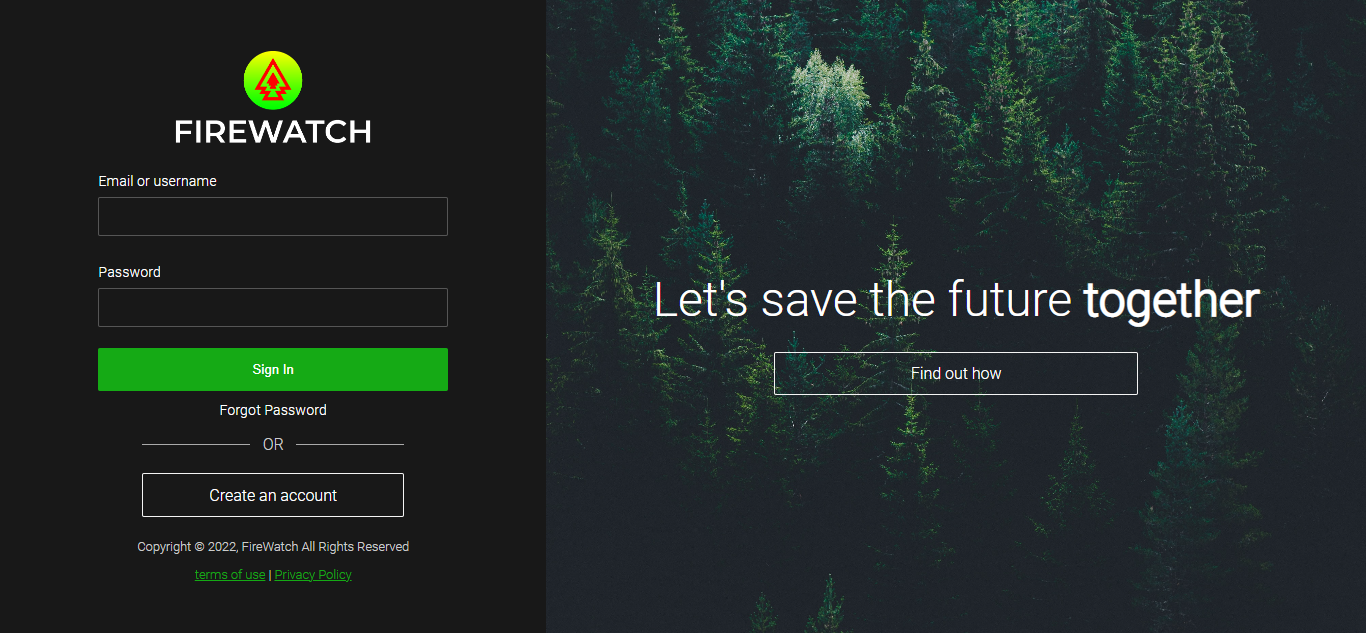 FIREWATCH
Email or username
Password
Sign In
Forgot Password
OR
Create an account
Copyright © 2022, FireWatch All Rights Reserved
terms of use | Privacy Policy
Let's save the future together
Find out how